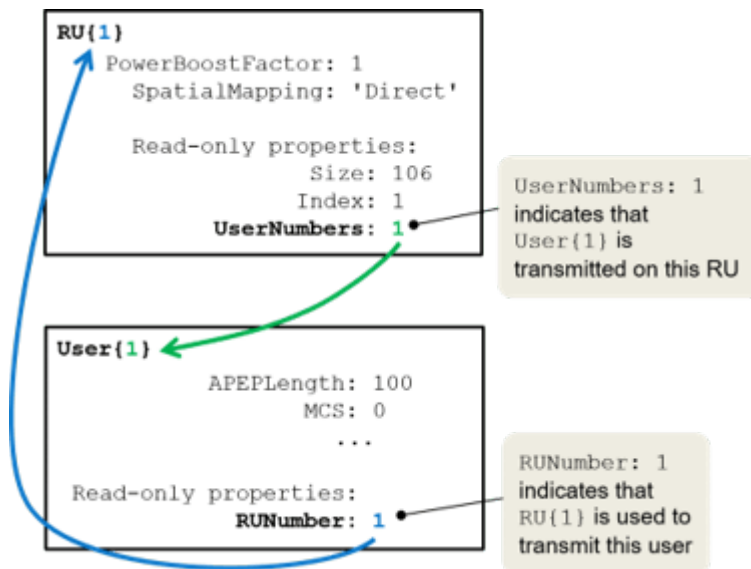 RU{1}
PowerBoostFactor: 1
SpatialMapping: 'Direct'
Read-only properties:
Size: 106
Index: 1
UserNumbers: 1
UserNumbers: 1
indicates that
User{1} is
transmitted on this RU
User{1}
APEPLength: 100
MCS: 0
...
Read-only properties:
RUNumber: 1
RUNumber: 1
indicates that
RU{1} is used to
transmit this user